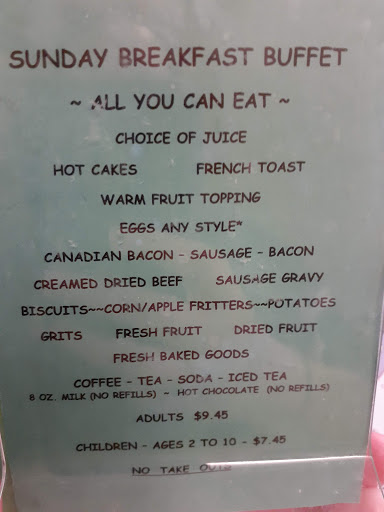 SUNDAY BREAKFAST BUFFET
~ ALL YOU CAN EAT ~
CHOICE OF JUICE
HOT CAKES FRENCH TOAST
WARM FRUIT TOPPING
EGGS ANY STYLE*
CANADIAN BACON - SAUSAGE - BACON
CREAMED DRIED BEEF SAUSAGE GRAVY
BISCUITS~~CORN/APPLE FRITTERS~~POTATOES
GRITS FRESH FRUIT DRIED FRUIT
FRESH BAKED GOODS
COFFEE - TEA - SODA - ICED TEA
8 OZ. MILK (NO REFILLS) ~ HOT CHOCOLATE (NO REFILLS)
ADULTS $9.45
CHILDREN - AGES 2 TO 10 - $7.45
NO TAKE OUTS